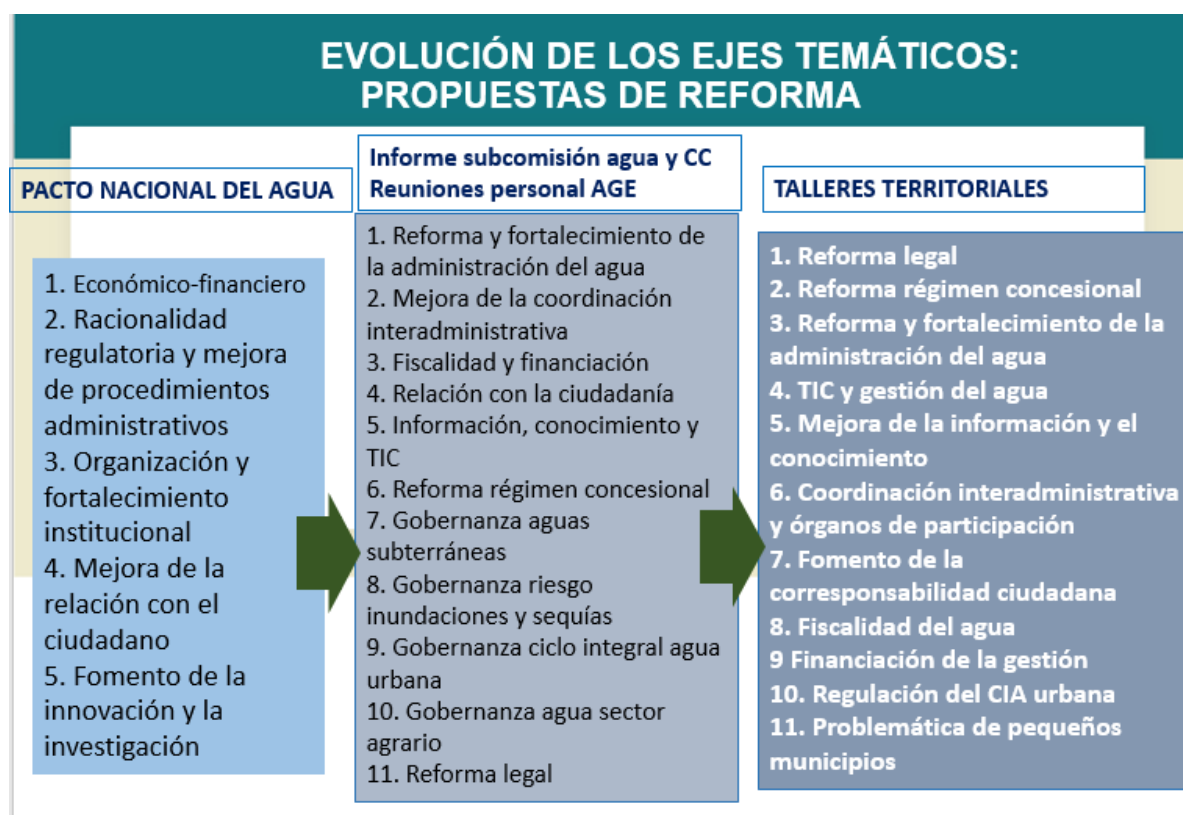 EVOLUCIÓN DE LOS EJES TEMÁTICOS:
PROPUESTAS DE REFORMA
PACTO NACIONAL DEL AGUA
1. Económico-financiero
2. Racionalidad
regulatoria y mejora
de procedimientos
administrativos
3. Organización y
fortalecimiento
institucional
4. Mejora de la
relación con el
ciudadano
5. Fomento de la
innovación y la
investigación
Informe subcomisión agua y CC
Reuniones personal AGE
1. Reforma y fortalecimiento de
la administración del agua
2. Mejora de la coordinación
interadministrativa
3. Fiscalidad y financiación
4. Relación con la ciudadanía
5. Información, conocimiento y
TIC
6. Reforma régimen concesional
7. Gobernanza aguas
subterráneas
8. Gobernanza riesgo
inundaciones y sequías
9. Gobernanza ciclo integral agua
urbana
10. Gobernanza agua sector
agrario
11. Reforma legal
TALLERES TERRITORIALES
1. Reforma legal
2. Reforma régimen concesional
3. Reforma y fortalecimiento de la
administración del agua
4. TIC y gestión del agua
5. Mejora de la información y el
conocimiento
6. Coordinación interadministrativa
y órganos de participación
7. Fomento de la
corresponsabilidad ciudadana
8. Fiscalidad del agua
9 Financiación de la gestión
10. Regulación del CIA urbana
11. Problemática de pequeños
municipios